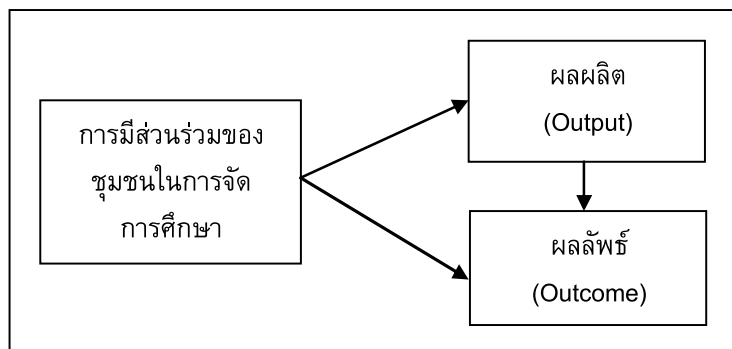 การมีส่วนร่วมของ
ชุมชนในการจัด
การศึกษา
ผลผลิต
(Output)
ผลลัพธ์
(Outcome)